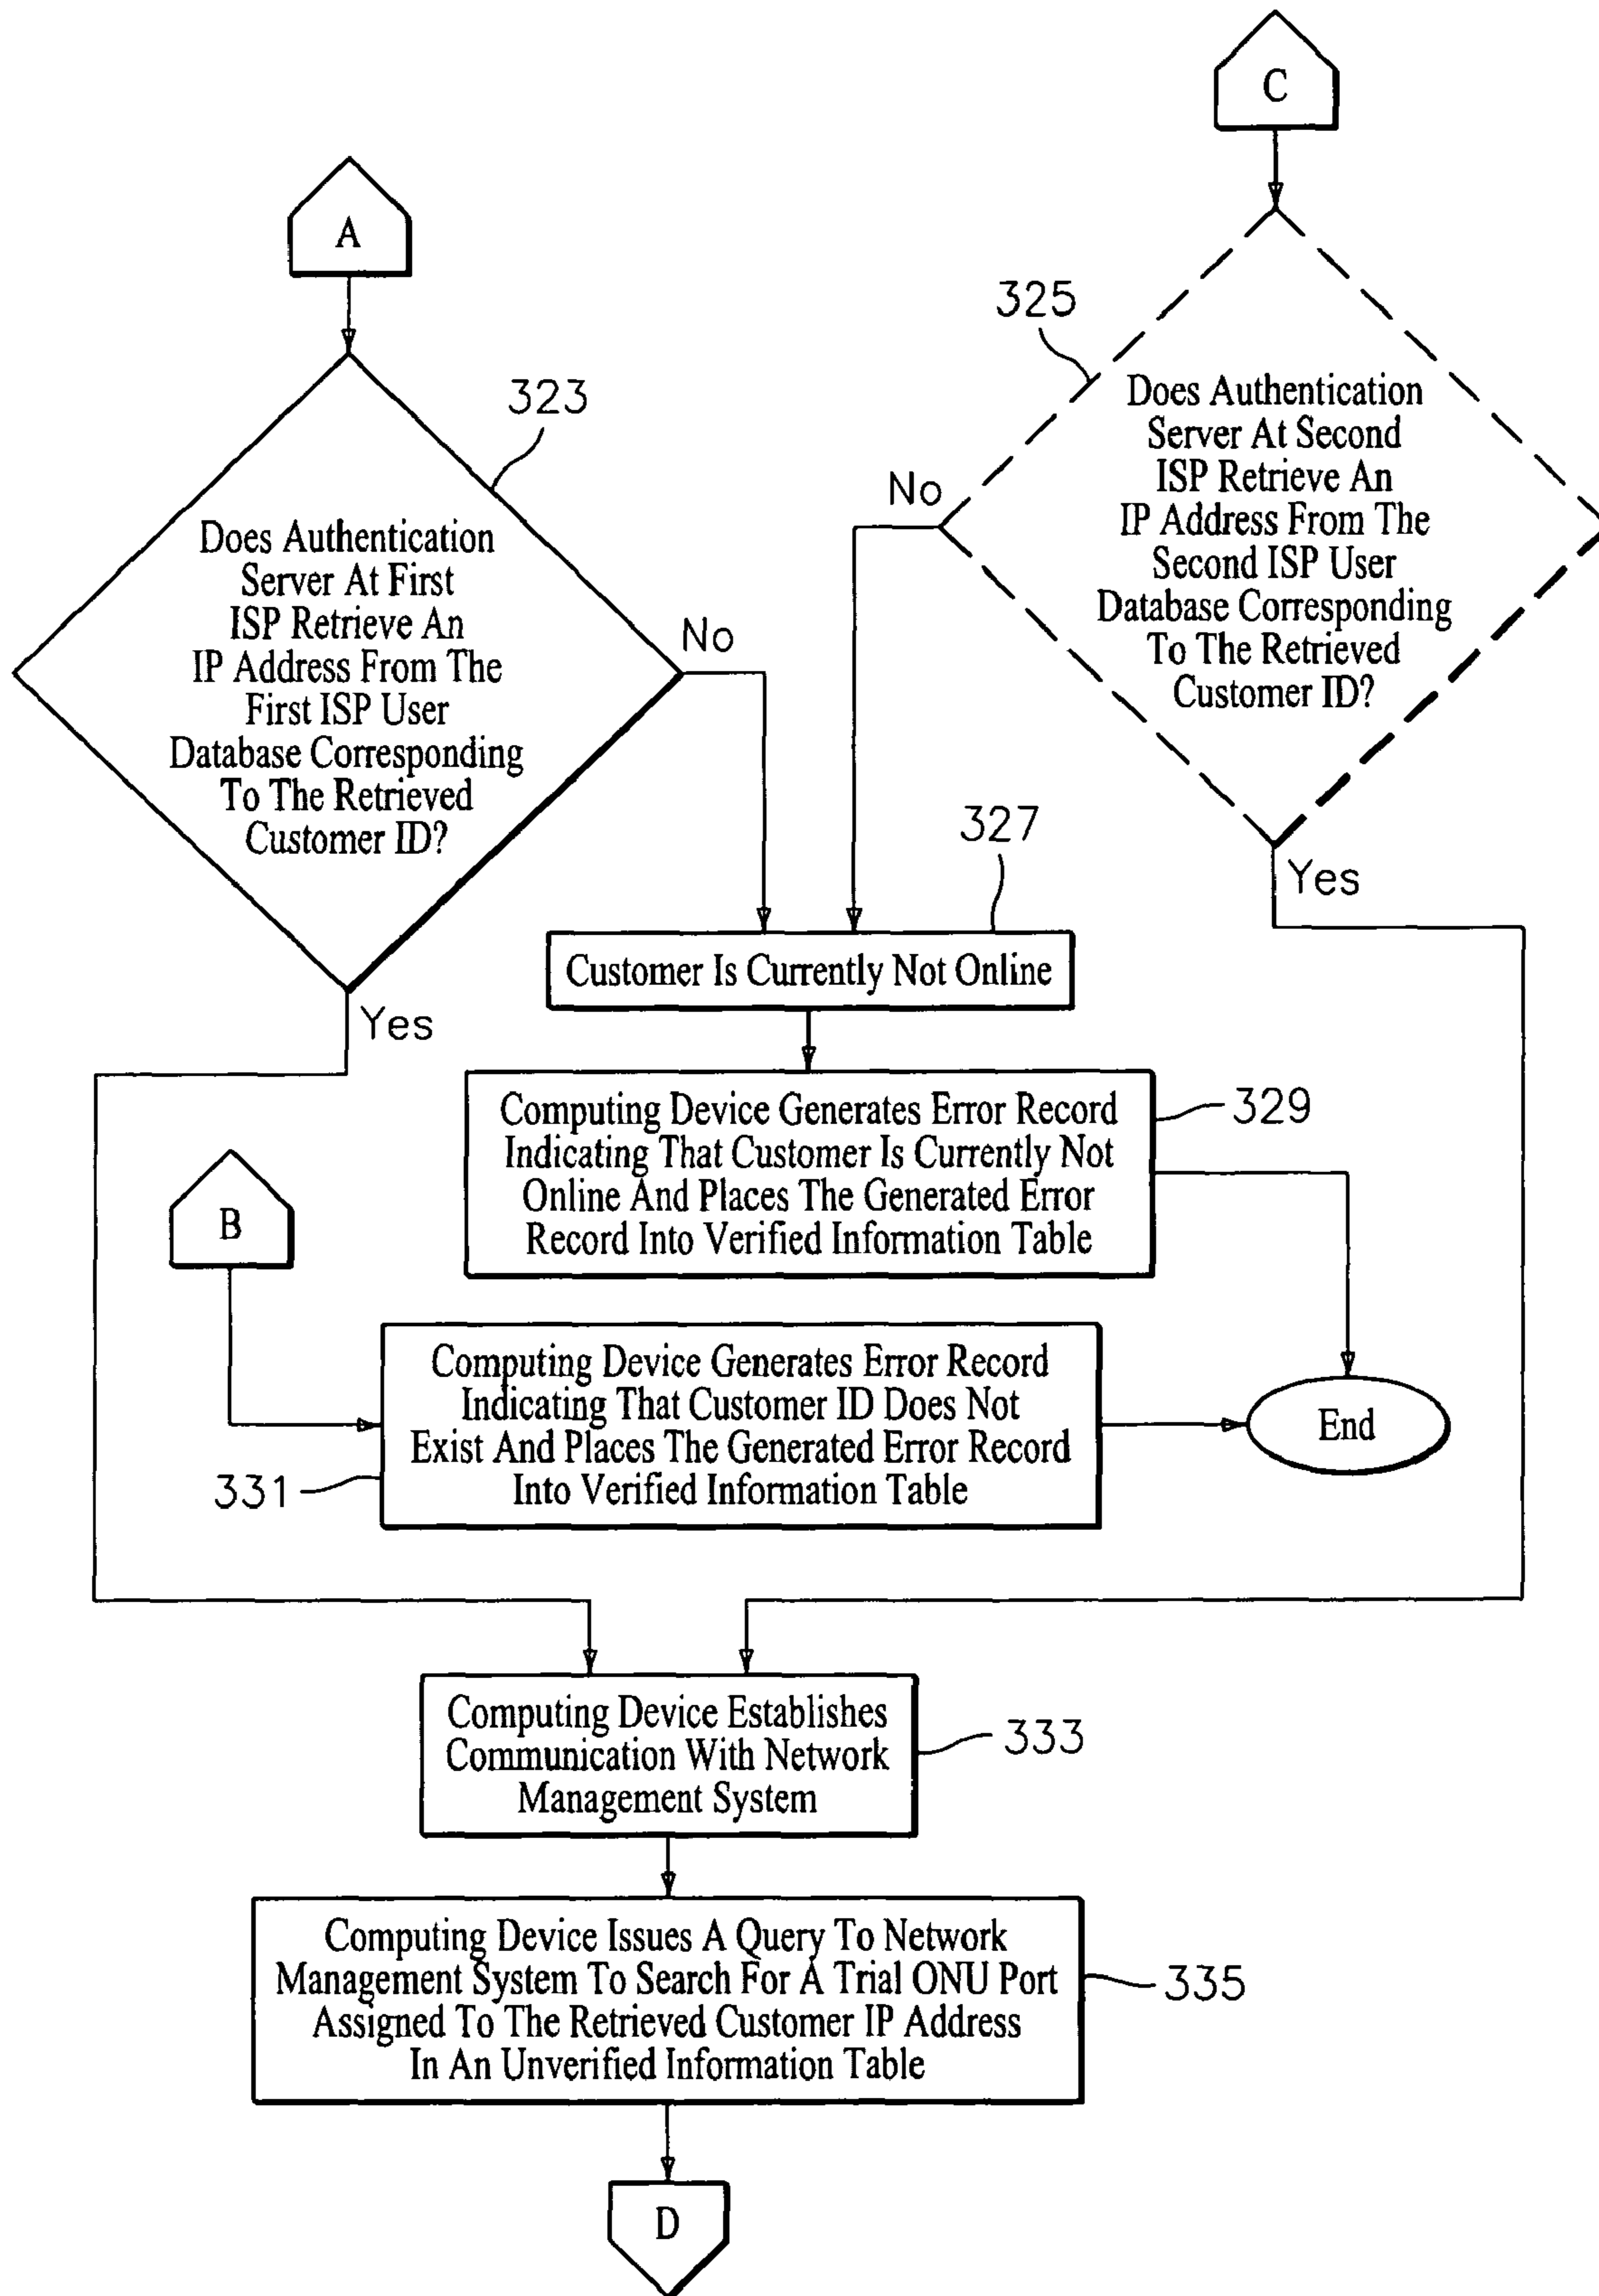 C
A
325
Does Authentication
Server At Second
ISP Retrieve An
IP Address From The
Second ISP User
Database Corresponding
To The Retrieved
Customer ID?
No
Yes
323
Does Authentication
Server At First
ISP Retrieve An
IP Address From The
First ISP User
Database Corresponding
To The Retrieved
Customer ID?
No
Yes
327
Customer Is Currently Not Online
Computing Device Generates Error Record
Indicating That Customer Is Currently Not
Online And Places The Generated Error
Record Into Verified Information Table
329
B
Computing Device Generates Error Record
Indicating That Customer ID Does Not
Exist And Places The Generated Error Record
Into Verified Information Table
331
End
Computing Device Establishes
Communication With Network
Management System
333
Computing Device Issues A Query To Network
Management System To Search For A Trial ONU Port
Assigned To The Retrieved Customer IP Address
In An Unverified Information Table
335
D